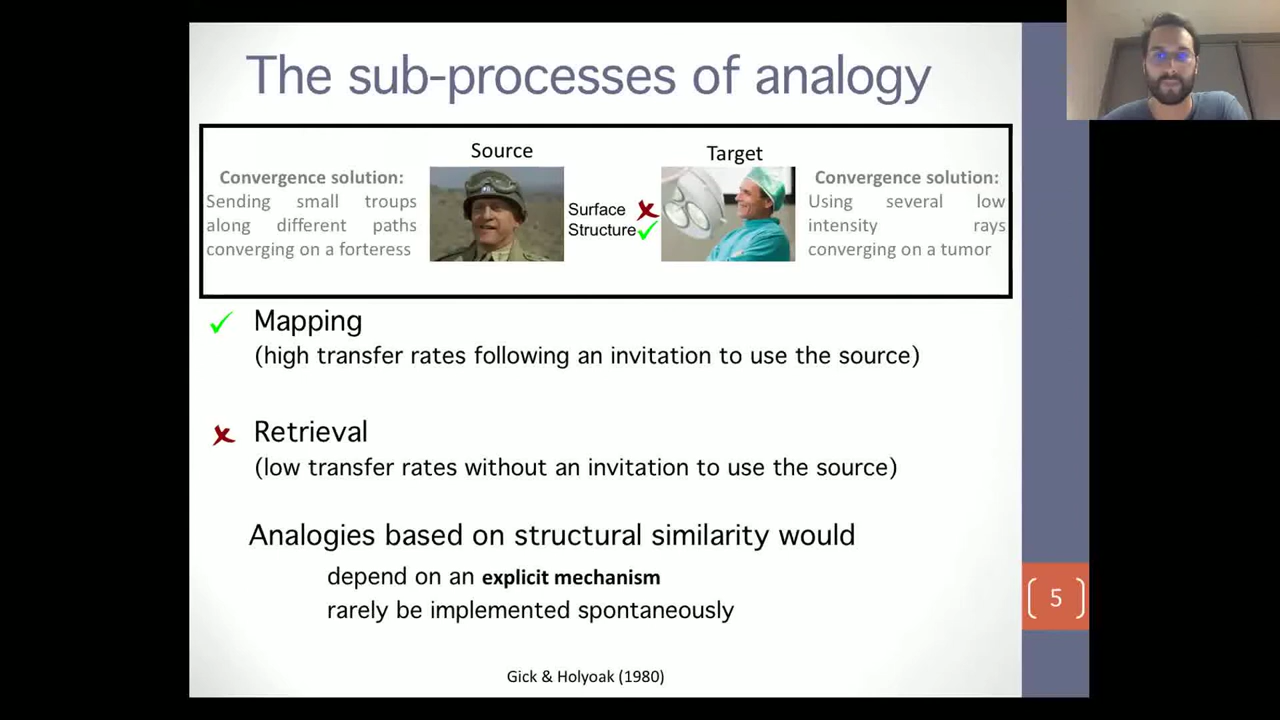 The sub-processes of analogy
Source
Target
Convergence solution:
Sending small troups
along different paths
converging on a forteress
Surface
Structure
Convergence solution:
Using several low
intensity rays
converging on a tumor
Mapping
(high transfer rates following an invitation to use the source)
Retrieval
(low transfer rates without an invitation to use the source)
Analogies based on structural similarity would
depend on an explicit mechanism
rarely be implemented spontaneously
5
Gick & Holyoak (1980)